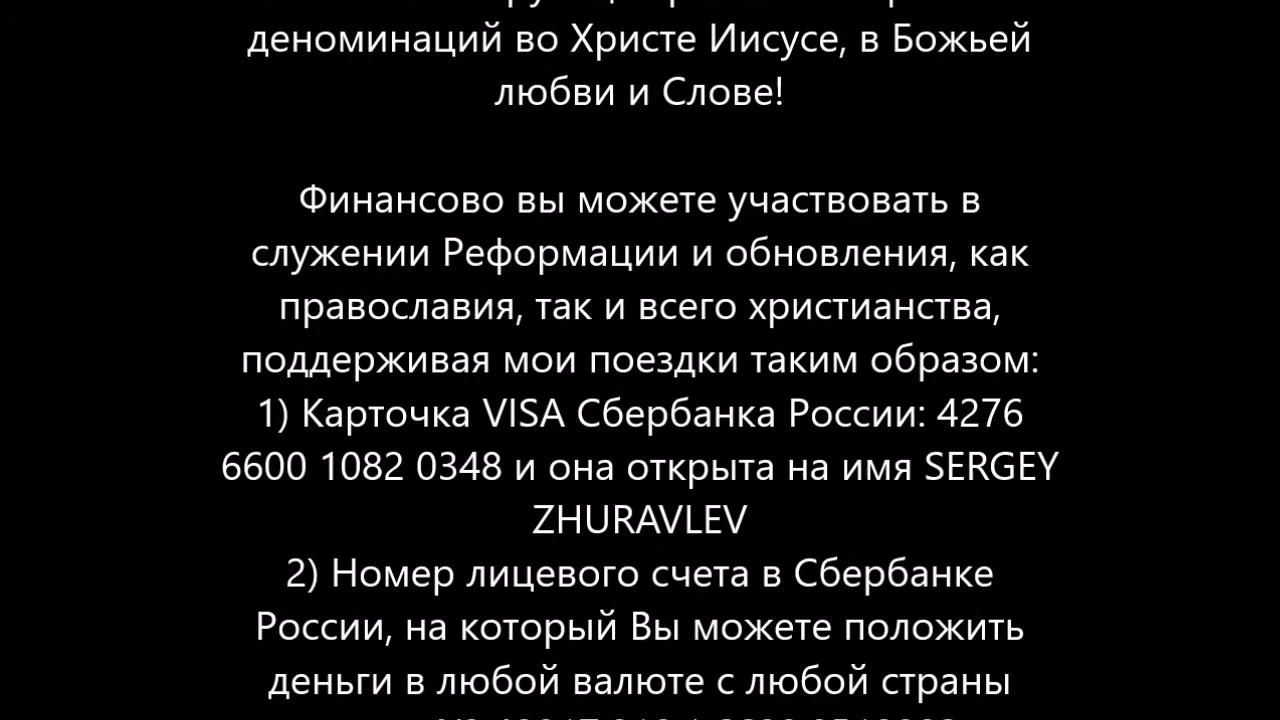 деноминаций во Христе Иисусе, в Божьей
любви и Слове!
Финансово вы можете участвовать в
служении Реформации и обновления, как
православия, так и всего христианства,
поддерживая мои поездки таким образом:
1) Карточка VISA Сбербанка России: 4276
6600 1082 0348 и она открыта на имя SERGEY
ZHURAVLEV
2) Номер лицевого счета в Сбербанке
России, на который Вы можете положить
деньги в любой валюте с любой страны